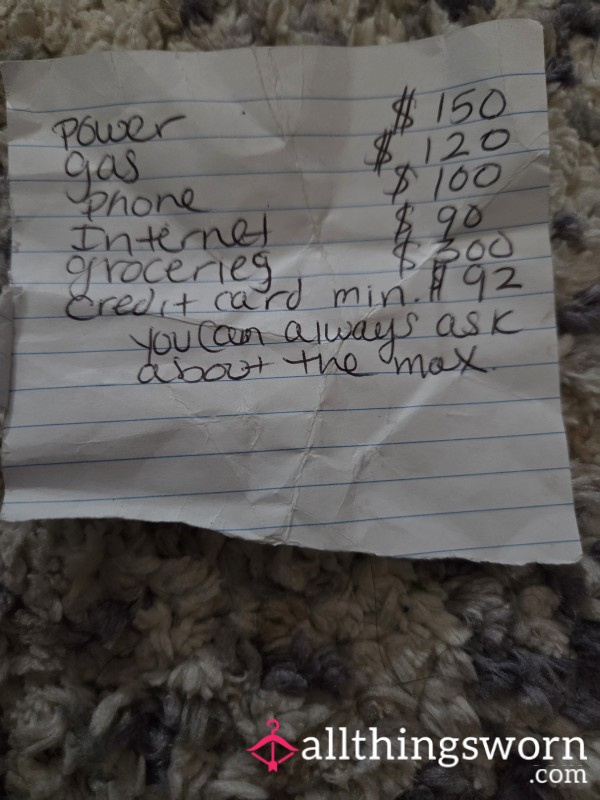 power $ 150
gas $ 120
phone $ 100
Internet $ 90
groceries $ 300
credit card min. $ 92
you can always ask
about the max.
allthingsworn
.com